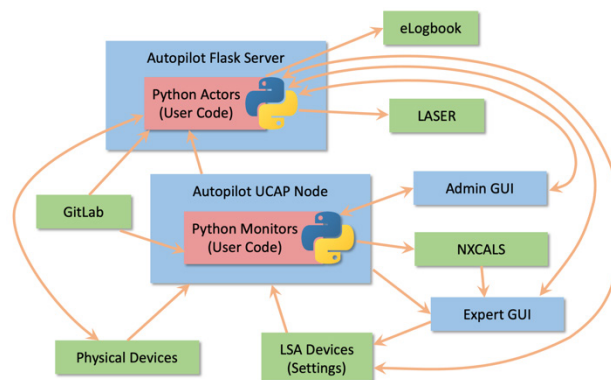 eLogbook
Autopilot Flask Server
Python Actors
(User Code)
LASER
Autopilot UCAP Node
Admin GUI
GitLab
Python Monitors
(User Code)
NXCALS
Expert GUI
Physical Devices
LSA Devices
(Settings)